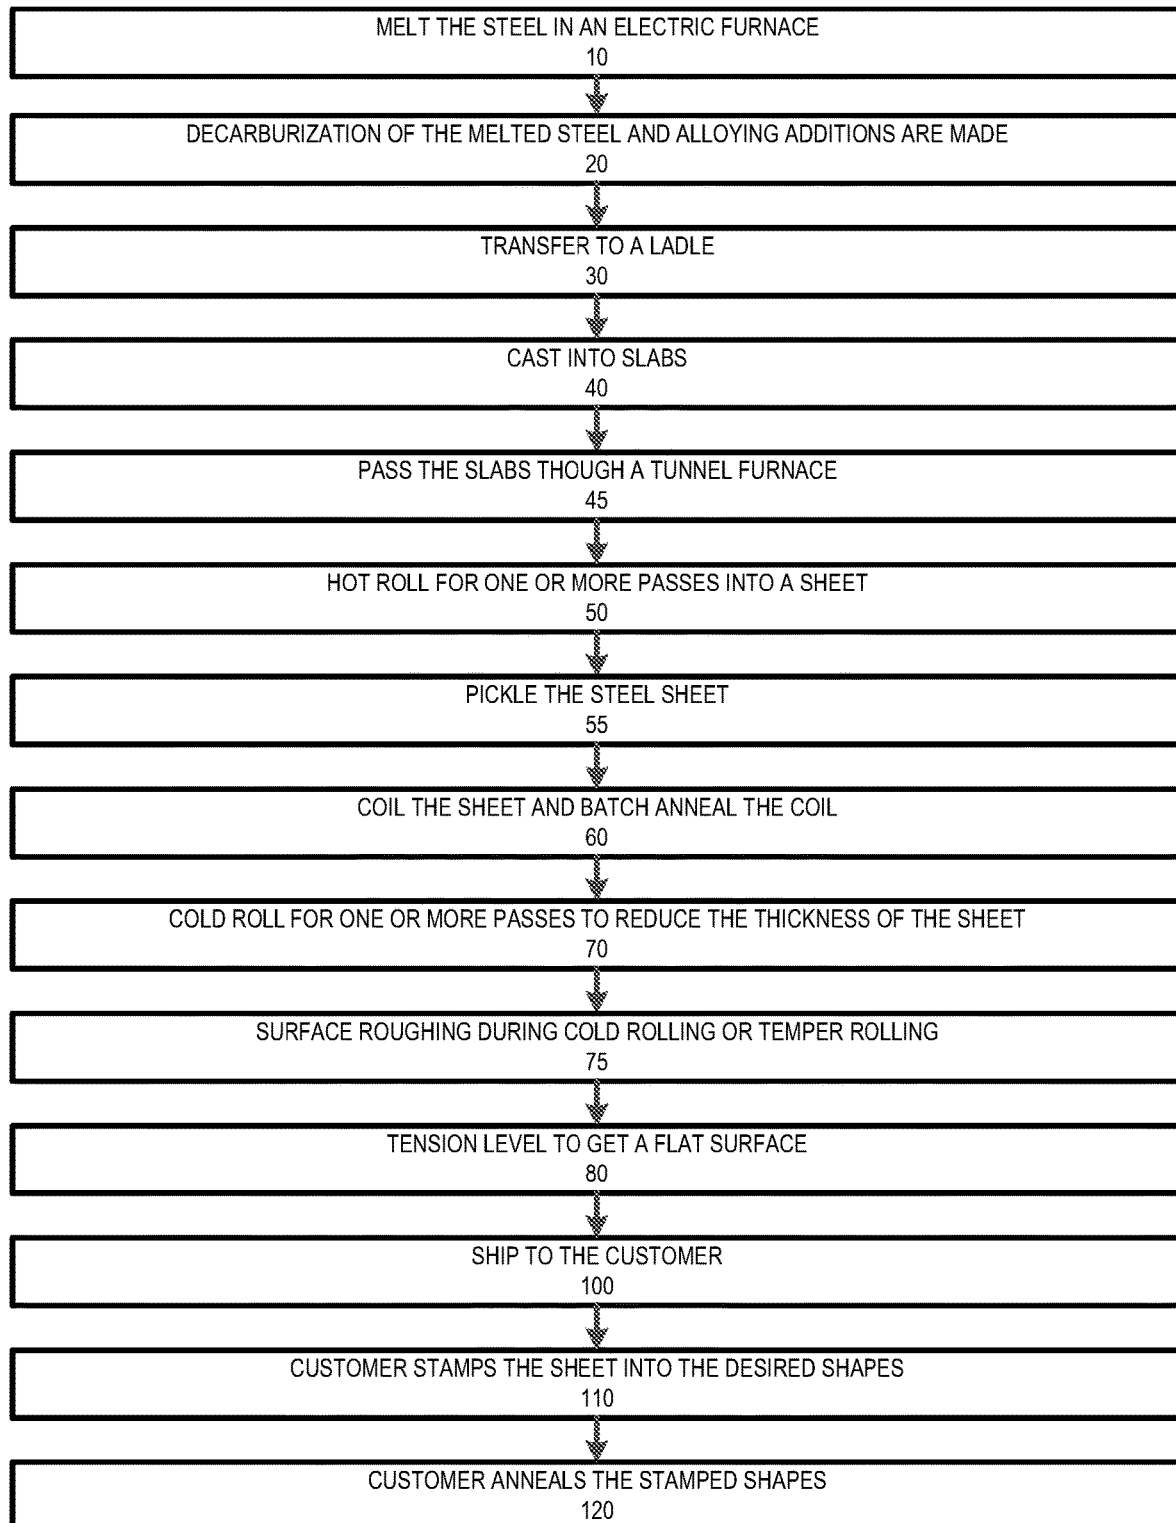 MELT THE STEEL IN AN ELECTRIC FURNACE
10
DECARBURIZATION OF THE MELTED STEEL AND ALLOYING ADDITIONS ARE MADE
20
TRANSFER TO A LADLE
30
CAST INTO SLABS
40
PASS THE SLABS THOUGH A TUNNEL FURNACE
45
HOT ROLL FOR ONE OR MORE PASSES INTO A SHEET
50
PICKLE THE STEEL SHEET
55
COIL THE SHEET AND BATCH ANNEAL THE COIL
60
COLD ROLL FOR ONE OR MORE PASSES TO REDUCE THE THICKNESS OF THE SHEET
70
SURFACE ROUGHING DURING COLD ROLLING OR TEMPER ROLLING
75
TENSION LEVEL TO GET A FLAT SURFACE
80
SHIP TO THE CUSTOMER
100
CUSTOMER STAMPS THE SHEET INTO THE DESIRED SHAPES
110
CUSTOMER ANNEALS THE STAMPED SHAPES
120